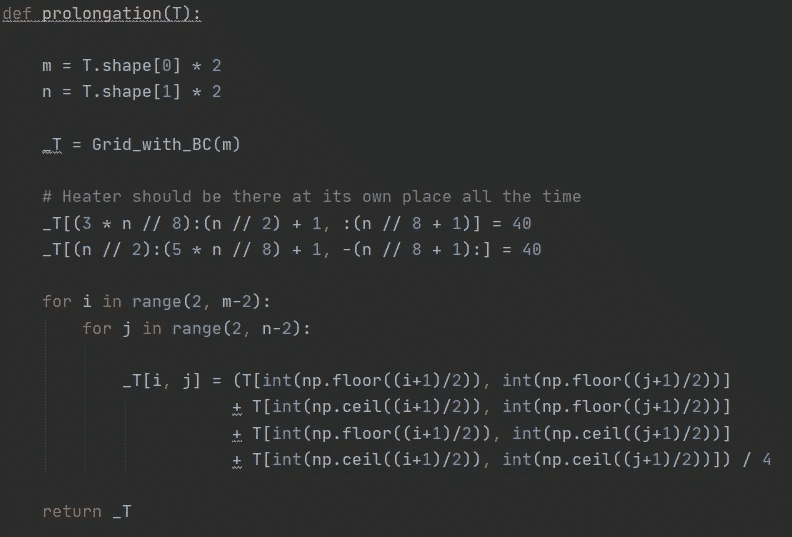 def prolongation(T):
m = T.shape[0] * 2
n = T.shape[1] * 2
_T = Grid_with_BC(m)
# Heater should be there at its own place all the time
_T[(3 * n // 8):(n // 2) + 1, :(n // 8 + 1)] = 40
_T[(n // 2):(5 * n // 8) + 1, -(n // 8 + 1):] = 40
for i in range(2, m-2):
for j in range(2, n-2):
_T[i, j] = (T[int(np.floor((i+1)/2)), int(np.floor((j+1)/2))]
+ T[int(np.ceil((i+1)/2)), int(np.floor((j+1)/2))]
+ T[int(np.floor((i+1)/2)), int(np.ceil((j+1)/2))]
+ T[int(np.ceil((i+1)/2)), int(np.ceil((j+1)/2))]) / 4
return _T